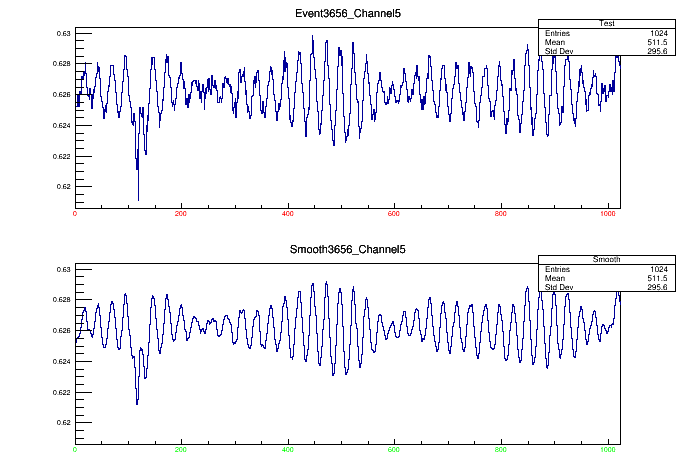 Event3656_Channel5
Test
Entries 1024
Mean 511.5
Std Dev 295.6
0.63
0.628
0.626
0.624
0.622
0.62
0 200 400 600 800 1000
Smooth3656_Channel5
Smooth
Entries 1024
Mean 511.5
Std Dev 295.6
0.63
0.628
0.626
0.624
0.622
0.62
0 200 400 600 800 1000